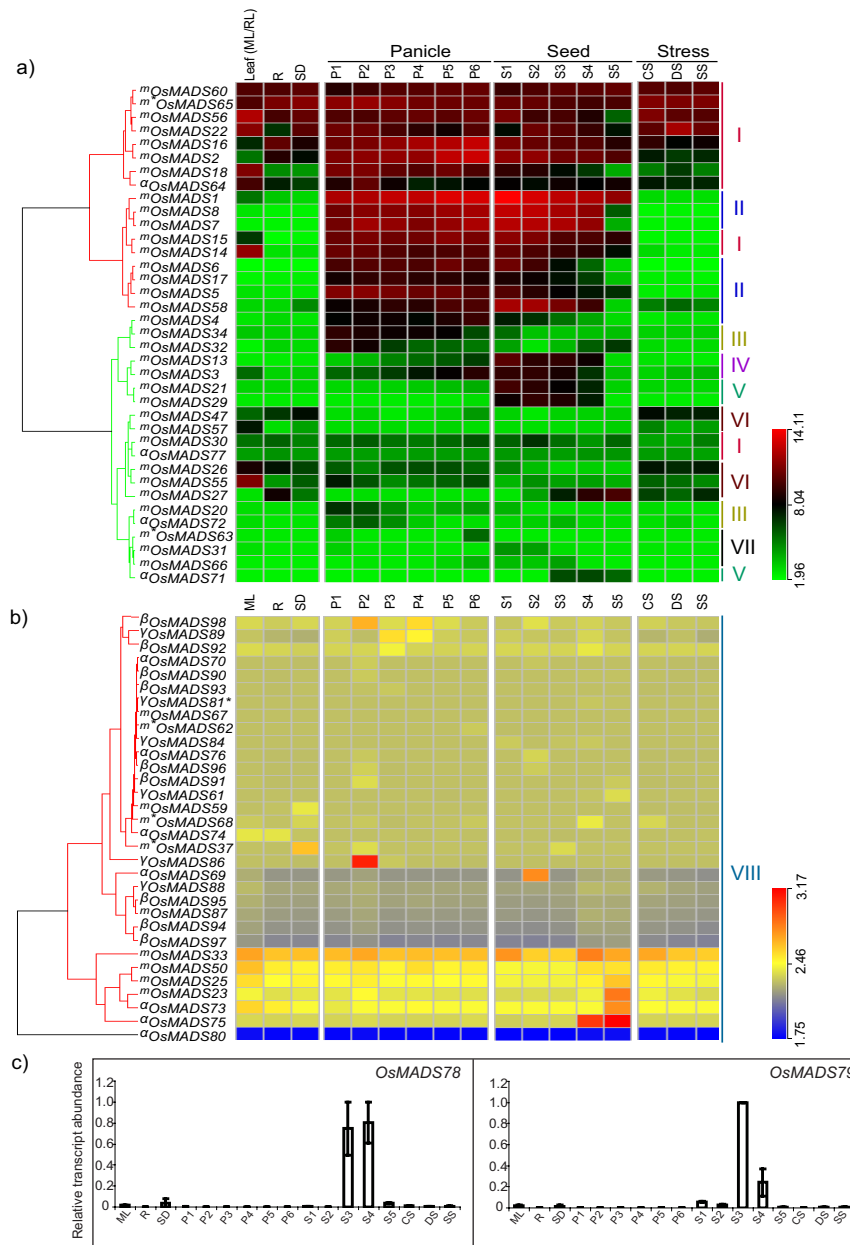 a)
Leaf (ML/RL) R SD
Panicle
P1 P2 P3 P4 P5 P6
Seed
S1 S2 S3 S4 S5
Stress
CS DS SS
mOsMADS60
m*OsMADS65
mOsMADS56
mOsMADS22
mOsMADS16
mOsMADS2
mOsMADS18
αOsMADS64
mOsMADS1
mOsMADS8
mOsMADS7
mOsMADS15
mOsMADS14
mOsMADS6
mOsMADS17
mOsMADS5
mOsMADS58
mOsMADS4
mOsMADS34
mOsMADS32
mOsMADS13
mOsMADS3
mOsMADS21
mOsMADS29
mOsMADS47
mOsMADS57
mOsMADS30
αOsMADS77
mOsMADS26
mOsMADS55
mOsMADS27
mOsMADS20
αOsMADS72
m*OsMADS63
mOsMADS31
mOsMADS66
αOsMADS71
I
II
I
II
III
IV
V
VI
I
VI
III
VII
V
14.11
8.04
1.96
b)
ML R SD P1 P2 P3 P4 P5 P6 S1 S2 S3 S4 S5 CS DS SS
βOsMADS98
γOsMADS89
βOsMADS92
αOsMADS70
βOsMADS90
βOsMADS93
γOsMADS81*
mOsMADS67
m*OsMADS62
γOsMADS84
αOsMADS76
βOsMADS96
βOsMADS91
γOsMADS61
mOsMADS59
m*OsMADS68
αOsMADS74
m*OsMADS37
γOsMADS86
αOsMADS69
γOsMADS88
βOsMADS95
mOsMADS87
βOsMADS94
βOsMADS97
mOsMADS33
mOsMADS50
mOsMADS25
mOsMADS23
αOsMADS73
αOsMADS75
αOsMADS80
VIII
3.17
2.46
1.75
c)
Relative transcript abundance
OsMADS78
1.2
1.0
0.8
0.6
0.4
0.2
0
ML R SD P1 P2 P3 P4 P5 P6 S1 S2 S3 S4 S5 CS DS SS
OsMADS79
1.2
1.0
0.8
0.6
0.4
0.2
0
ML R SD P1 P2 P3 P4 P5 P6 S1 S2 S3 S4 S5 CS DS SS